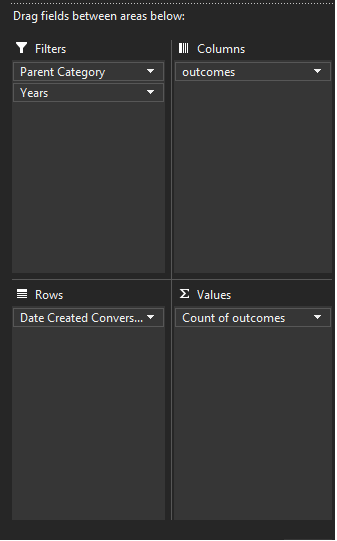 Drag fields between areas below:
Filters
Columns
Parent Category
outcomes
Years
Rows
Σ Values
Date Created Convers...
Count of outcomes